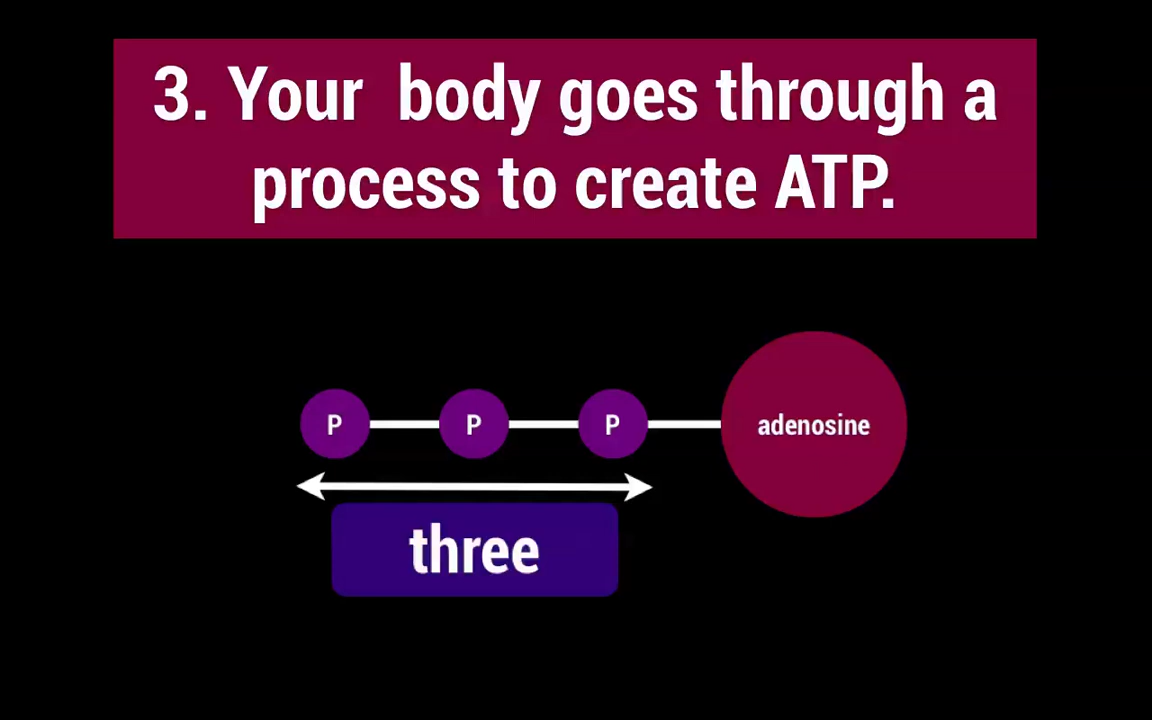 3. Your  body goes through a
process to create ATP.
P P P adenosine
three